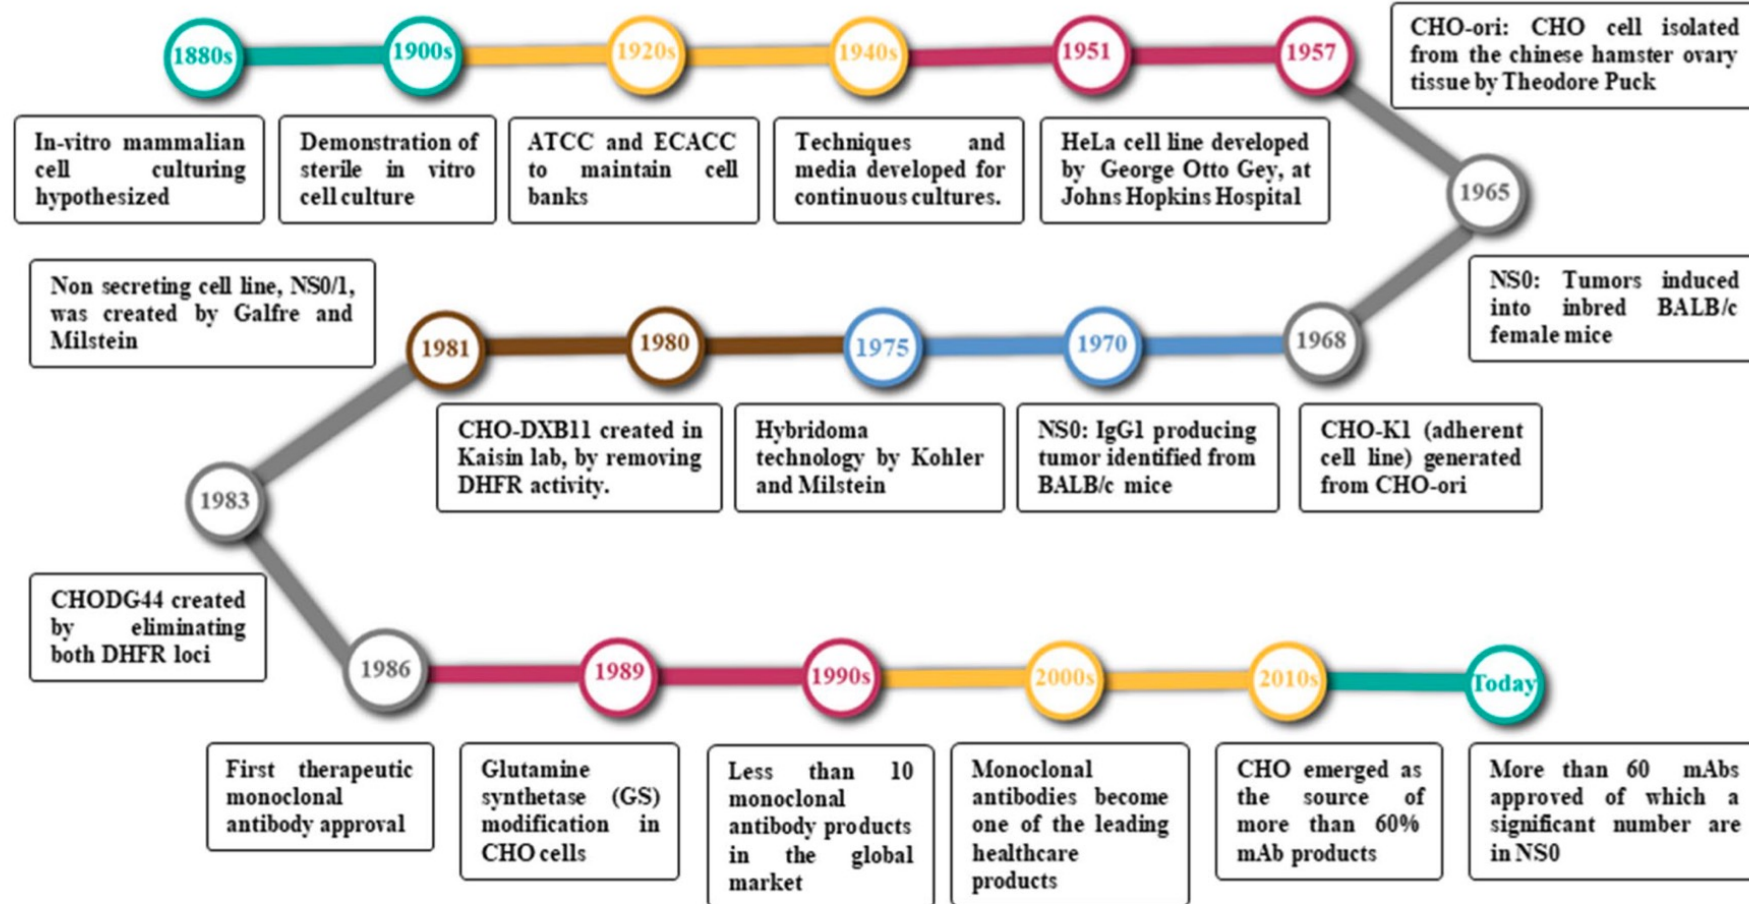 1880s
1900s
1920s
1940s
1951
1957
CHO-ori: CHO cell isolated
from the chinese hamster ovary
tissue by Theodore Puck
In-vitro mammalian
cell culturing
hypothesized
Demonstration of
sterile in vitro
cell culture
ATCC and ECACC
to maintain cell
banks
Techniques and
media developed for
continuous cultures.
HeLa cell line developed
by George Otto Gey, at
Johns Hopkins Hospital
1965
NS0: Tumors induced
into inbred BALB/c
female mice
1968
CHO-K1 (adherent
cell line) generated
from CHO-ori
1970
NS0: IgG1 producing
tumor identified from
BALB/c mice
1975
Hybridoma
technology by Kohler
and Milstein
1980
CHO-DXB11 created in
Kaisin lab, by removing
DHFR activity.
1981
Non secreting cell line, NS0/1,
was created by Galfre and
Milstein
1983
CHODG44 created
by eliminating
both DHFR loci
1986
First therapeutic
monoclonal
antibody approval
1989
Glutamine
synthetase (GS)
modification in
CHO cells
1990s
Less than 10
monoclonal
antibody products
in the global
market
2000s
Monoclonal
antibodies become
one of the leading
healthcare
products
2010s
CHO emerged as
the source of
more than 60%
mAb products
Today
More than 60 mAbs
approved of which a
significant number are
in NS0